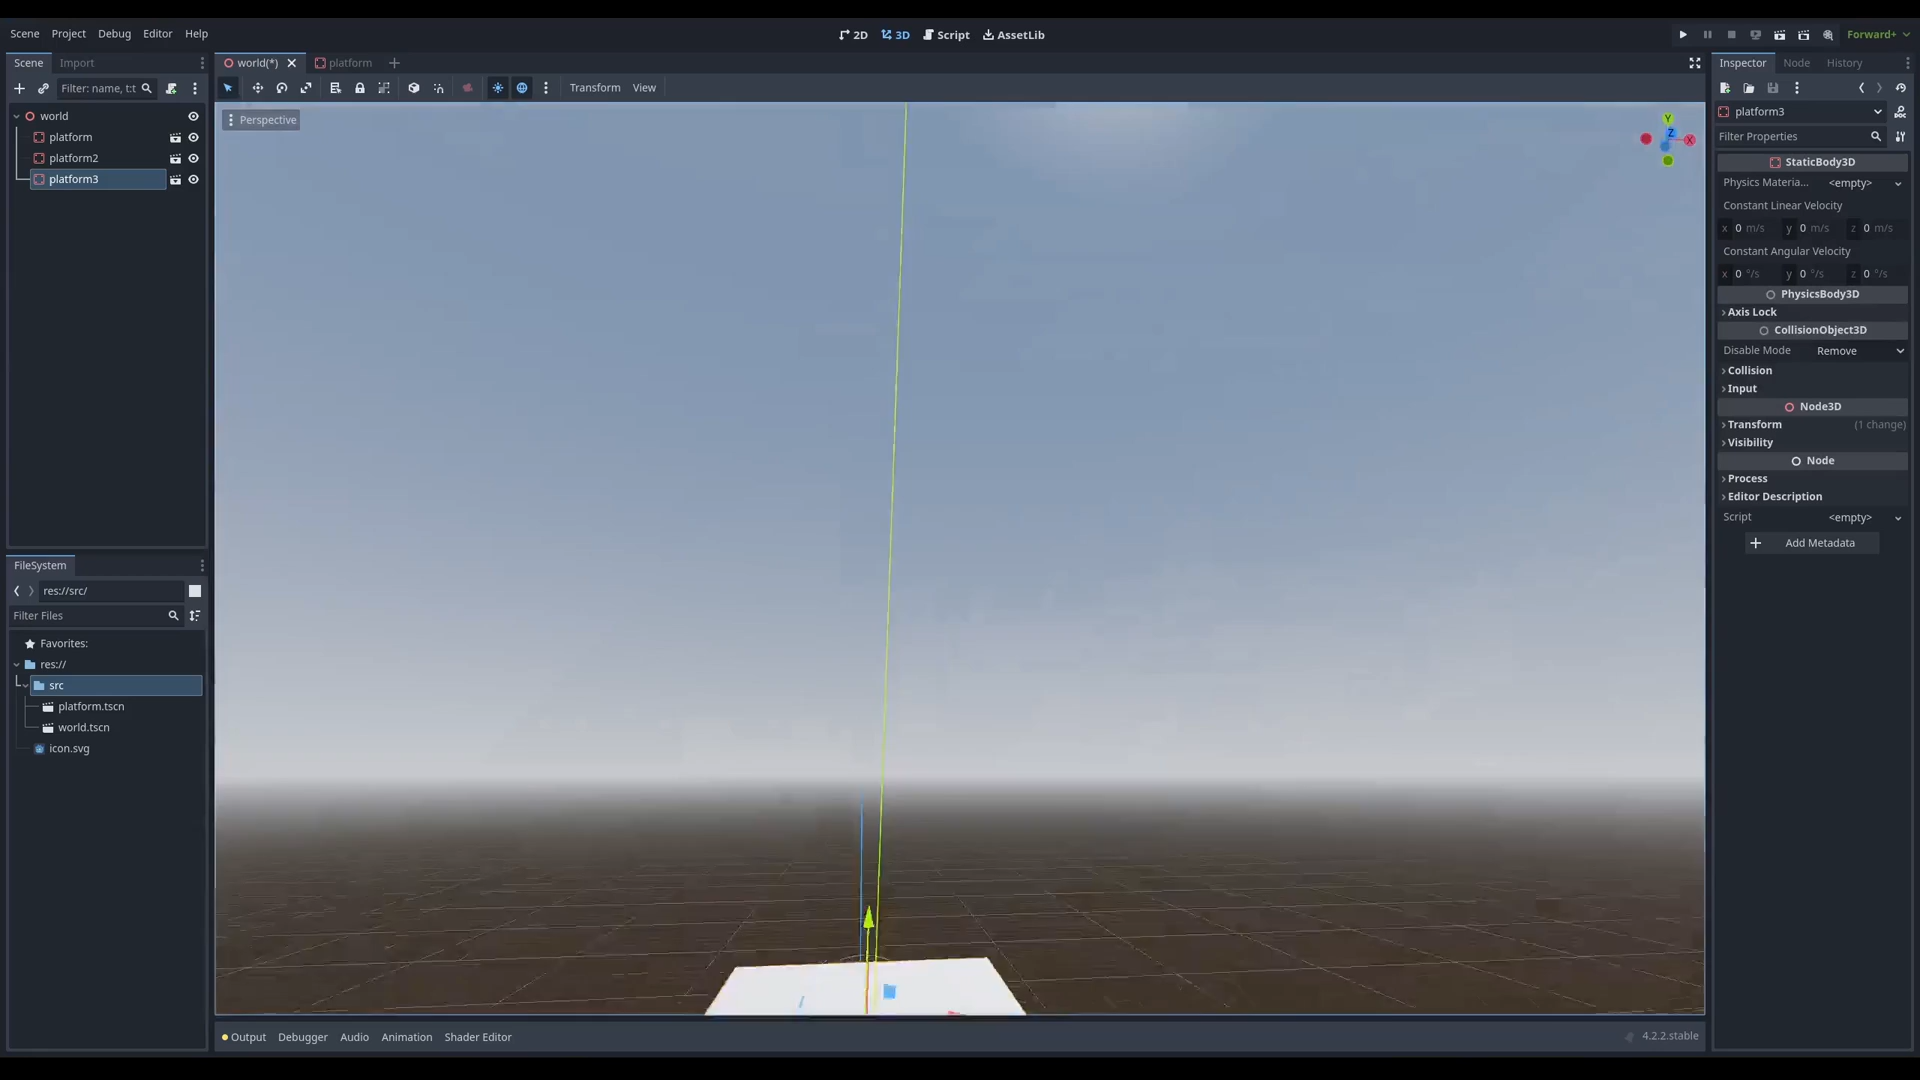 Scene Project Debug Editor Help
2D 3D Script AssetLib
Forward+
Scene Import
world(*) platform
Inspector Node History
Filter: name, t:t
Transform View
world
platform
platform2
platform3
Perspective
Y
Z
X
platform3
Filter Properties
StaticBody3D
Physics Materia... <empty>
Constant Linear Velocity
x 0 m/s y 0 m/s z 0 m/s
Constant Angular Velocity
x 0 °/s y 0 °/s z 0 °/s
PhysicsBody3D
Axis Lock
CollisionObject3D
Disable Mode Remove
Collision
Input
Node3D
Transform (1 change)
Visibility
Node
Process
Editor Description
Script <empty>
Add Metadata
FileSystem
res://src/
Filter Files
Favorites:
res://
src
platform.tscn
world.tscn
icon.svg
Output Debugger Audio Animation Shader Editor
4.2.2.stable